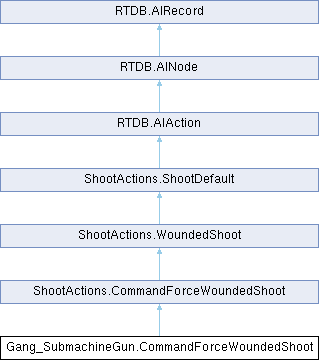 RTDB.AIRecord
RTDB.AINode
RTDB.AIAction
ShootActions.ShootDefault
ShootActions.WoundedShoot
ShootActions.CommandForceWoundedShoot
Gang_SubmachineGun.CommandForceWoundedShoot